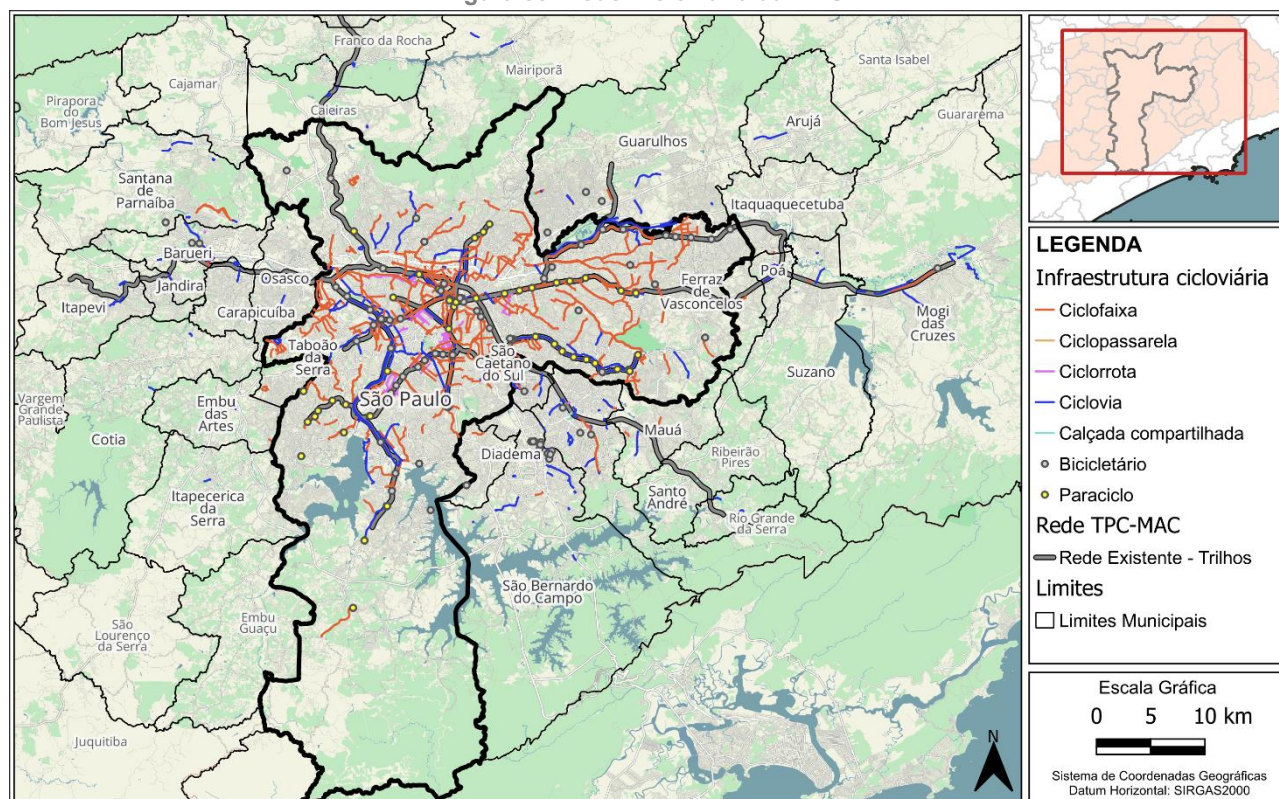 Franco da Rocha
Mairiporã
Santa Isabel
Cajamar
Pirapora
do
Bom Jesus
Caieiras
Guararema
Arujá
Guarulhos
Santana
de
Parnaíba
Itaquaquecetuba
Barueri
Osasco
Poá
Jandira
Ferraz
de
Vasconcelos
Itapevi
Carapicuíba
Mogi
das
Cruzes
Taboão
da
Serra
São
Caetano
do Sul
Suzano
Vargem
Grande
Paulista
Embu
das
Artes
São Paulo
Cotia
Mauá
Diadema
Ribeirão
Pires
Itapecerica
da
Serra
Santo
André
Rio Grande
da Serra
São Bernardo
do Campo
São
Lourenço
da Serra
Embu
Guaçu
Juquitiba
N
LEGENDA
Infraestrutura cicloviária
Ciclofaixa
Ciclopassarela
Ciclorrota
Ciclovia
Calçada compartilhada
Bicicletário
Paraciclo
Rede TPC-MAC
Rede Existente - Trilhos
Limites
Limites Municipais
Escala Gráfica
0 5 10 km
Sistema de Coordenadas Geográficas
Datum Horizontal: SIRGAS2000